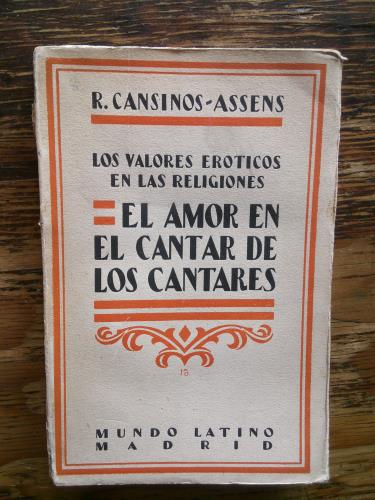 R. CANSINOS-ASSENS
LOS VALORES EROTICOS
EN LAS RELIGIONES
EL AMOR EN
EL CANTAR DE
LOS CANTARES
MUNDO LATINO
MADRID